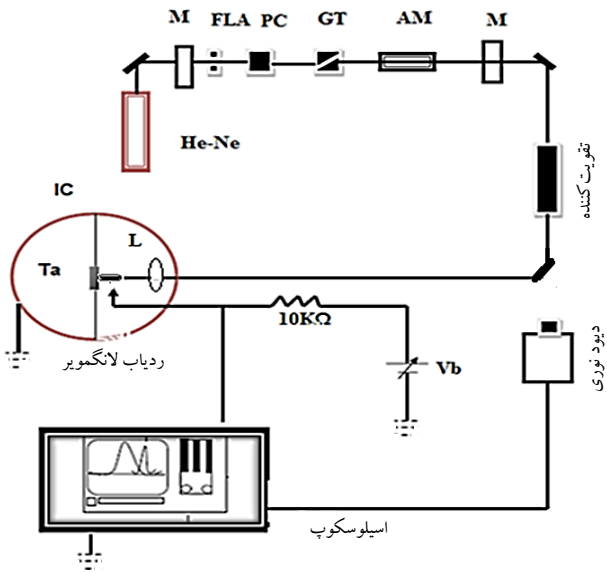 M FLA PC GT AM M
He-Ne
تقویت کننده
IC
L
Ta
10KΩ
ردیاب لانگمویر
Vb
دیود نوری
اسیلوسکوپ